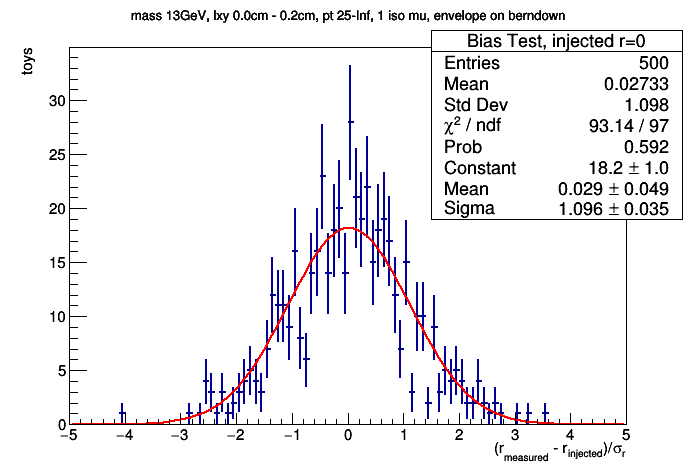 mass 13GeV, lxy 0.0cm - 0.2cm, pt 25-Inf, 1 iso mu, envelope on berndown
toys
Bias Test, injected r=0
Entries 500
Mean 0.02733
Std Dev 1.098
χ² / ndf 93.14 / 97
Prob 0.592
Constant 18.2 ± 1.0
Mean 0.029 ± 0.049
Sigma 1.096 ± 0.035
30
25
20
15
10
5
0
−5 −4 −3 −2 −1 0 1 2 3 4 5
(r_measured - r_injected)/σ_r